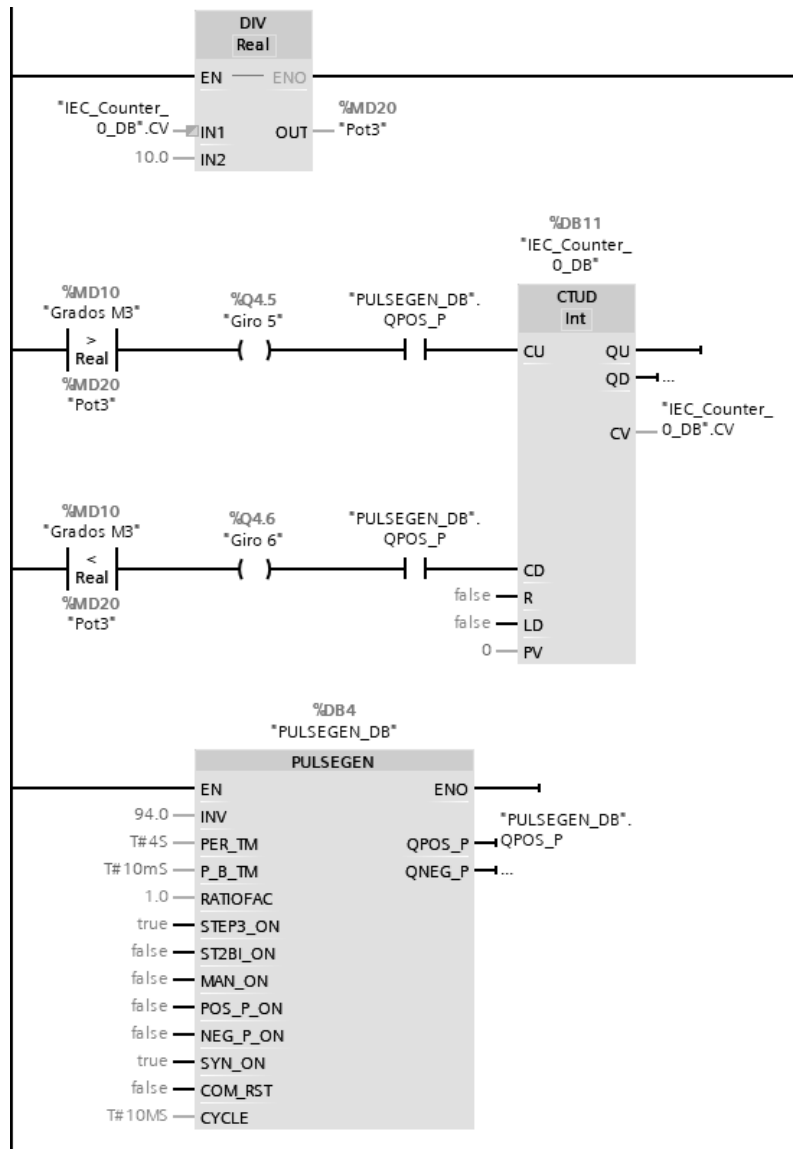 DIV
Real
EN ENO
"IEC_Counter_
0_DB".CV IN1 OUT %MD20
"Pot3"
10.0 IN2
%DB11
"IEC_Counter_
0_DB"
CTUD
Int
%MD10
"Grados M3"
>
Real
%MD20
"Pot3"
%Q4.5
"Giro 5"
"PULSEGEN_DB".
QPOS_P
CU QU
QD ...
CV "IEC_Counter_
0_DB".CV
%MD10
"Grados M3"
<
Real
%MD20
"Pot3"
%Q4.6
"Giro 6"
"PULSEGEN_DB".
QPOS_P
CD
false R
false LD
0 PV
%DB4
"PULSEGEN_DB"
PULSEGEN
EN ENO
94.0 INV
T#4S PER_TM QPOS_P "PULSEGEN_DB".
QPOS_P
T#10mS P_B_TM QNEG_P ...
1.0 RATIOFAC
true STEP3_ON
false ST2BI_ON
false MAN_ON
false POS_P_ON
false NEG_P_ON
true SYN_ON
false COM_RST
T#10MS CYCLE